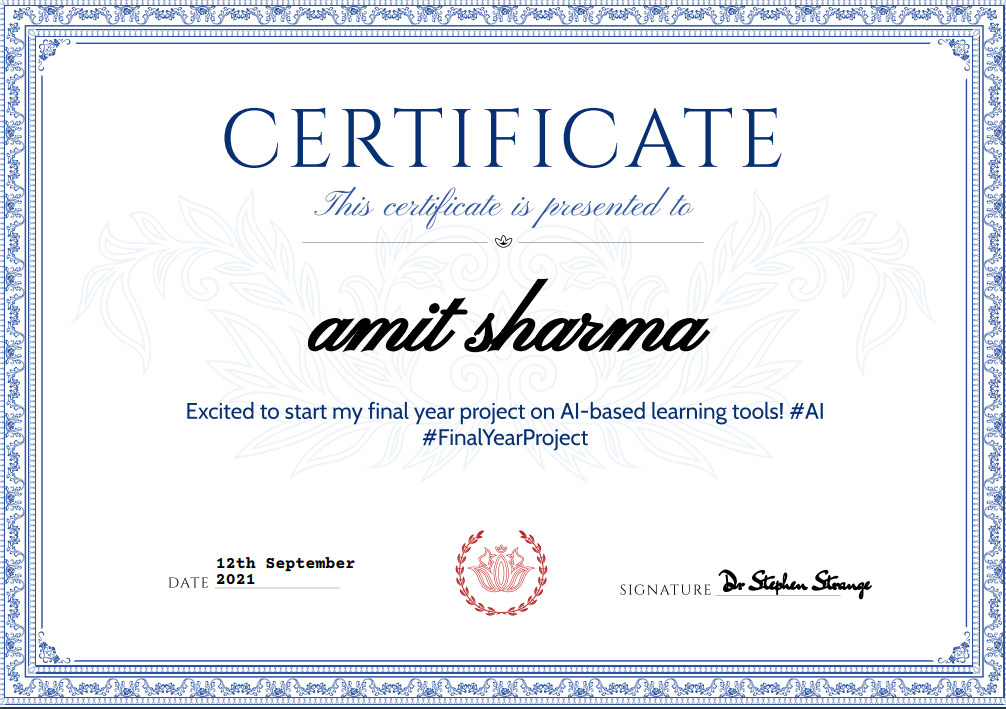 CERTIFICATE
This certificate is presented to
amit sharma
Excited to start my final year project on AI-based learning tools! #AI
#FinalYearProject
DATE 12th September
2021
SIGNATURE Dr Stephen Strange